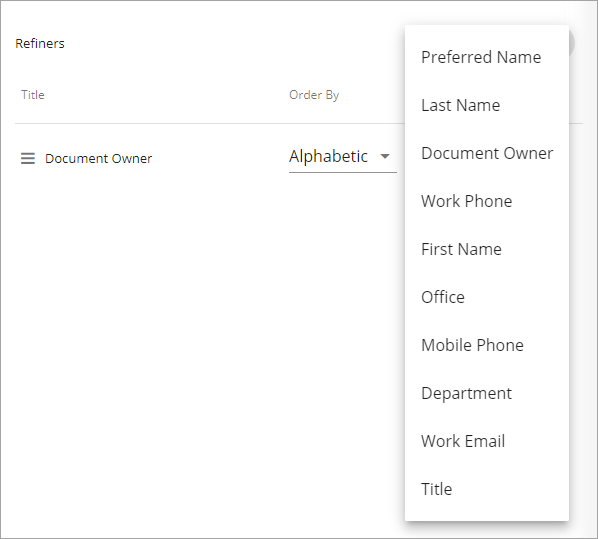 Refiners
Title
Order By
Document Owner
Alphabetic
Preferred Name
Last Name
Document Owner
Work Phone
First Name
Office
Mobile Phone
Department
Work Email
Title